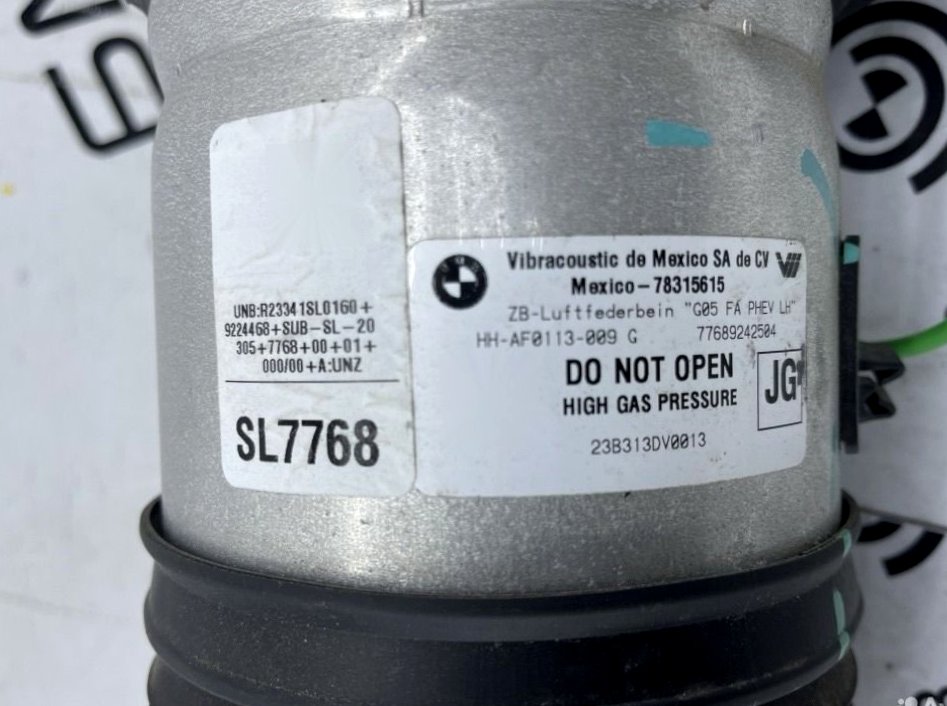 UNB:R23341SL0160+
9224468+SUB-SL-20
305+7768+00+01+
000/00+A:UNZ
SL7768
Vibracoustic de Mexico SA de CV
Mexico-78315615
ZB-Luftfederbein "G05 FA PHEV LH"
HH-AF0113-009 G 77689242504
DO NOT OPEN
HIGH GAS PRESSURE
JG
23B313DV0013